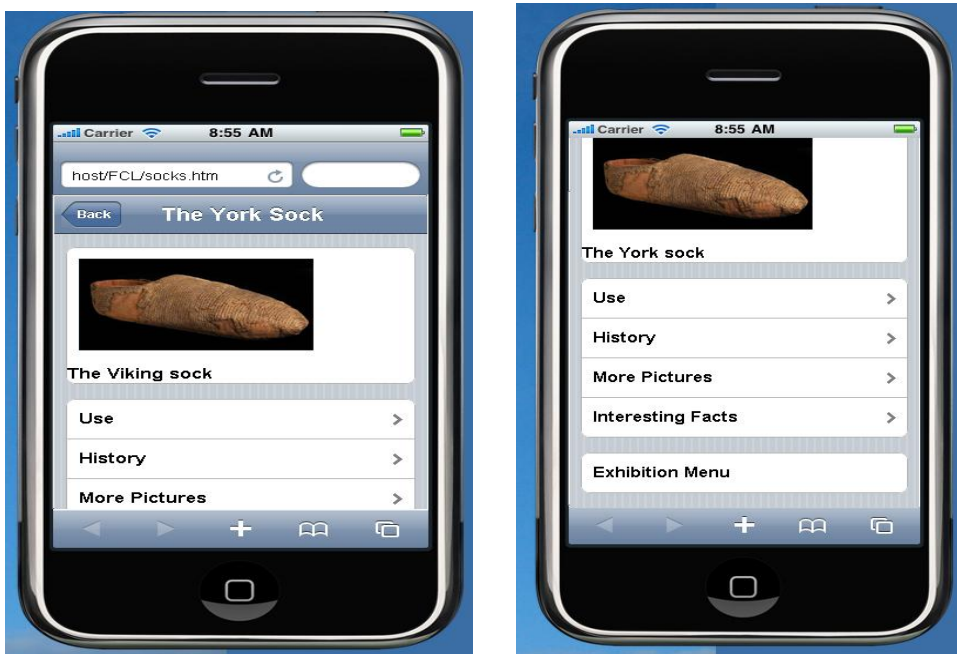 Carrier 8:55 AM
host/FCL/socks.htm
Back The York Sock
The Viking sock
Use
History
More Pictures
Carrier 8:55 AM
The York sock
Use
History
More Pictures
Interesting Facts
Exhibition Menu